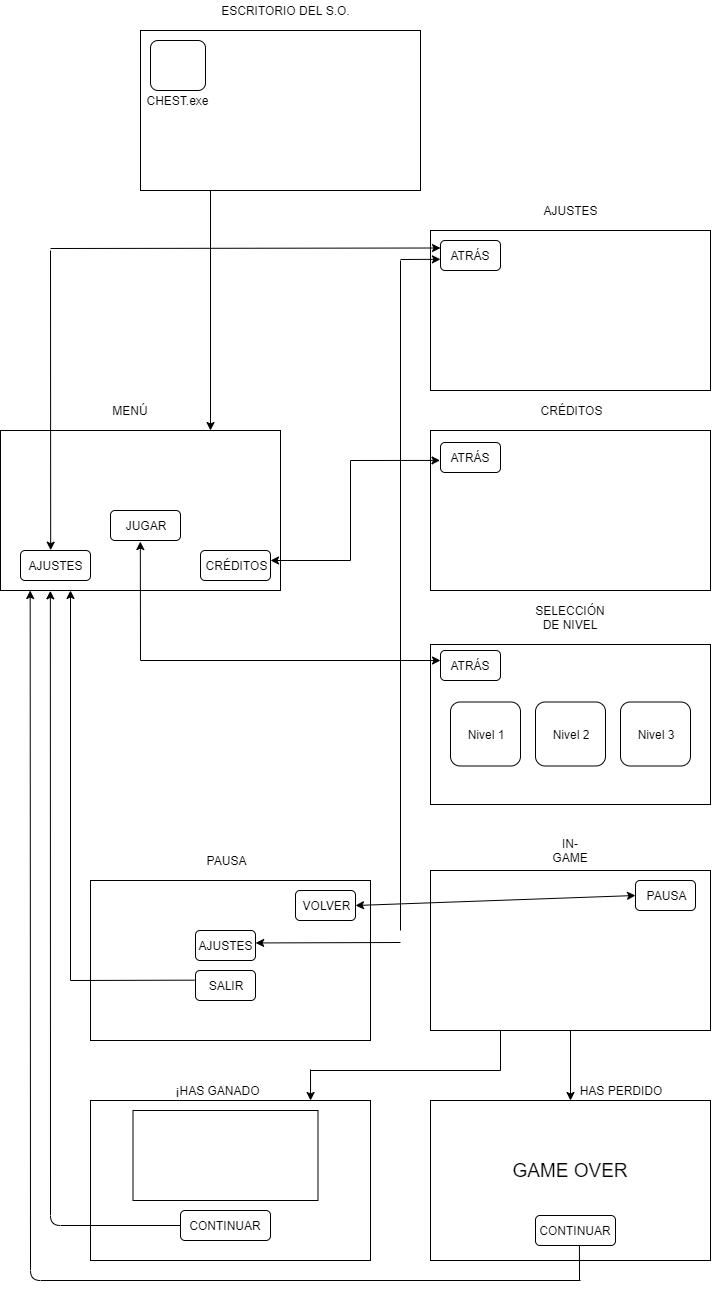 ESCRITORIO DEL S.O.
CHEST.exe
AJUSTES
ATRÁS
MENÚ
JUGAR
AJUSTES
CRÉDITOS
CRÉDITOS
ATRÁS
SELECCIÓN
DE NIVEL
ATRÁS
Nivel 1
Nivel 2
Nivel 3
PAUSA
VOLVER
AJUSTES
SALIR
IN-
GAME
PAUSA
¡HAS GANADO
CONTINUAR
HAS PERDIDO
GAME OVER
CONTINUAR